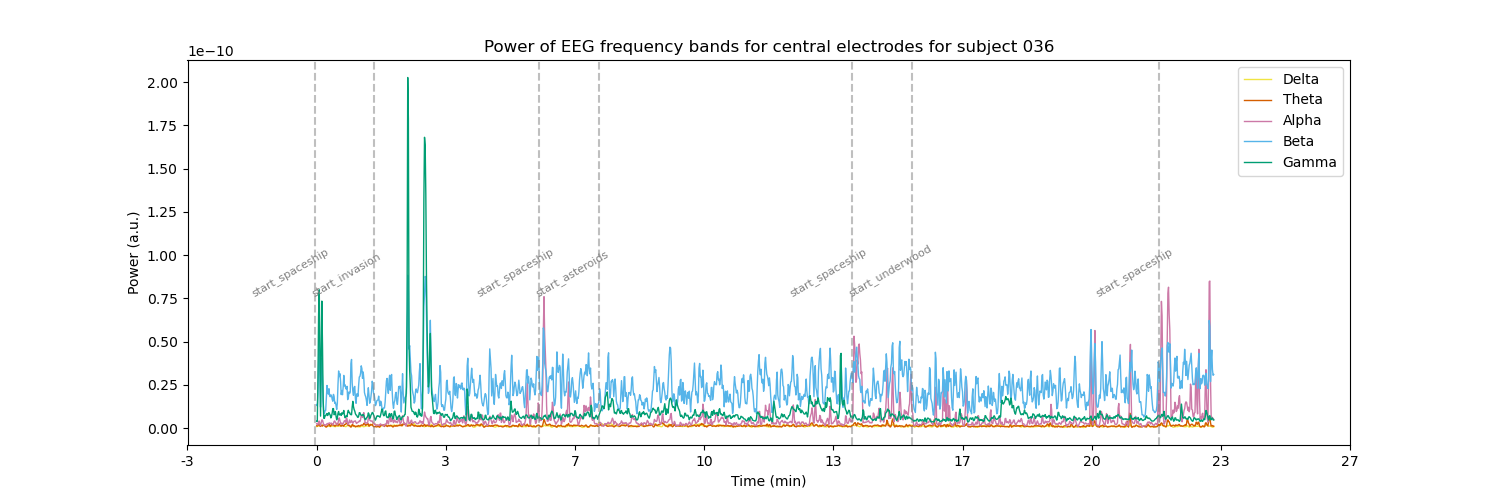 Power of EEG frequency bands for central electrodes for subject 036
1e−10
2.00
1.75
1.50
1.25
1.00
0.75
0.50
0.25
0.00
Power (a.u.)
start_spaceship
start_invasion
start_spaceship
start_asteroids
start_spaceship
start_underwood
start_spaceship
Delta
Theta
Alpha
Beta
Gamma
-3 0 3 7 10 13 17 20 23 27
Time (min)